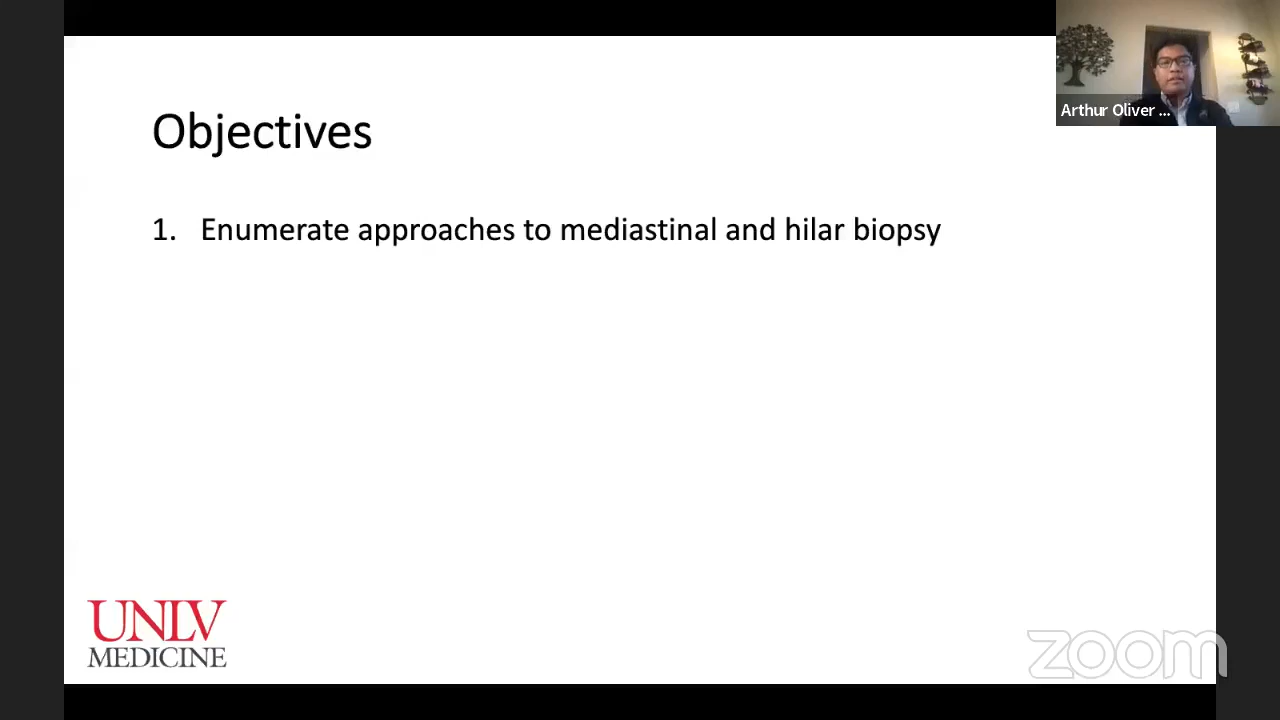 Arthur Oliver ...
Objectives
1. Enumerate approaches to mediastinal and hilar biopsy
UNLV
MEDICINE
zoom